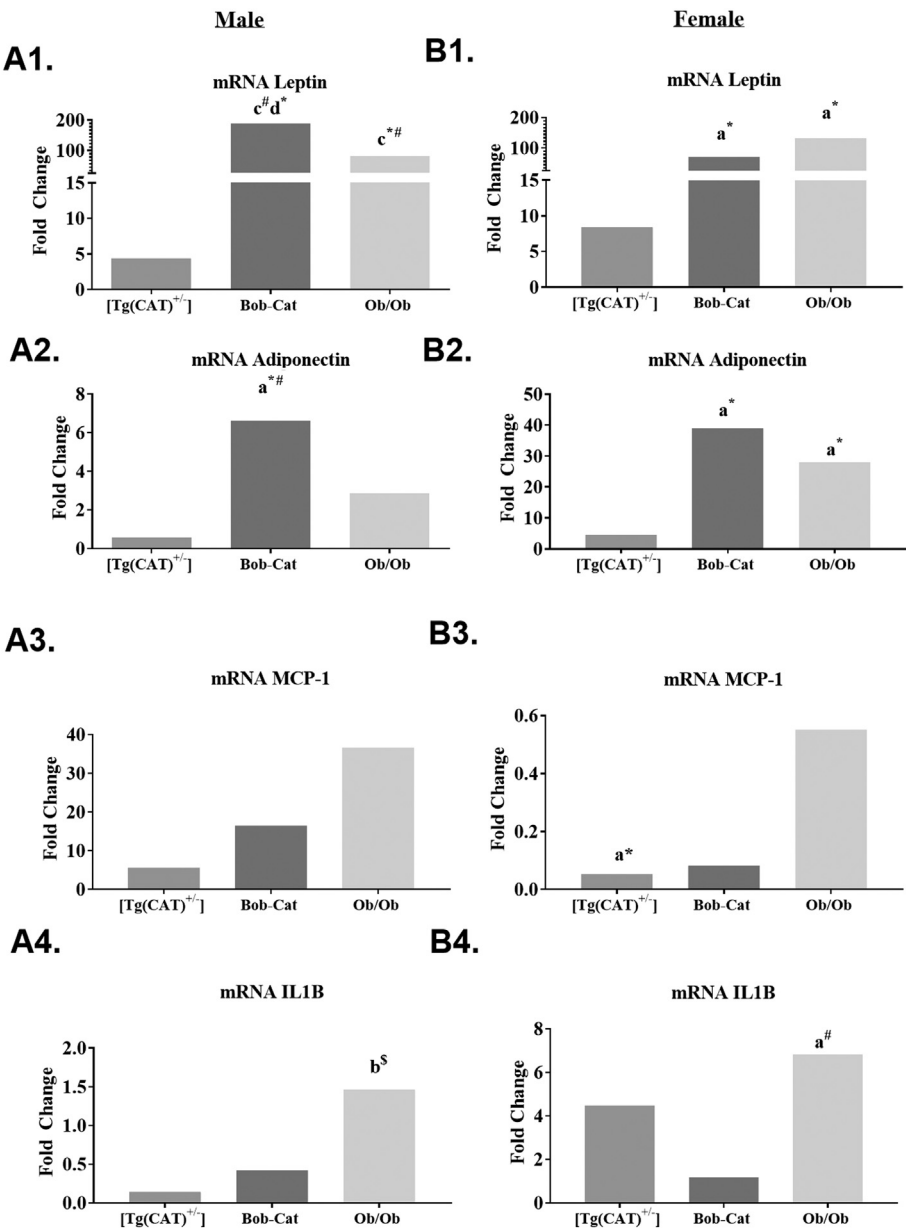 Male
Female
A1.
mRNA Leptin
c#d*
c*#
Fold Change
200
100
15
10
5
0
[Tg(CAT)+/-]
Bob-Cat
Ob/Ob
B1.
mRNA Leptin
a*
a*
Fold Change
200
100
15
10
5
0
[Tg(CAT)+/-]
Bob-Cat
Ob/Ob
A2.
mRNA Adiponectin
a*#
Fold Change
8
6
4
2
0
[Tg(CAT)+/-]
Bob-Cat
Ob/Ob
B2.
mRNA Adiponectin
a*
a*
Fold Change
50
40
30
20
10
0
[Tg(CAT)+/-]
Bob-Cat
Ob/Ob
A3.
mRNA MCP-1
Fold Change
40
30
20
10
0
[Tg(CAT)+/-]
Bob-Cat
Ob/Ob
B3.
mRNA MCP-1
a*
Fold Change
0.6
0.4
0.2
0.0
[Tg(CAT)+/-]
Bob-Cat
Ob/Ob
A4.
mRNA IL1B
b$
Fold Change
2.0
1.5
1.0
0.5
0.0
[Tg(CAT)+/-]
Bob-Cat
Ob/Ob
B4.
mRNA IL1B
a#
Fold Change
8
6
4
2
0
[Tg(CAT)+/-]
Bob-Cat
Ob/Ob